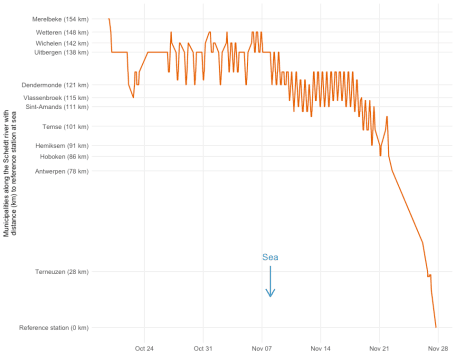 Municipalities along the Scheldt river with
distance (km) to reference station at sea
Merelbeke (154 km)
Wetteren (148 km)
Wichelen (142 km)
Uitbergen (138 km)
Dendermonde (121 km)
Vlassenbroek (115 km)
Sint-Amands (111 km)
Temse (101 km)
Hemiksem (91 km)
Hoboken (86 km)
Antwerpen (78 km)
Terneuzen (28 km)
Reference station (0 km)
Sea
Oct 24
Oct 31
Nov 07
Nov 14
Nov 21
Nov 28